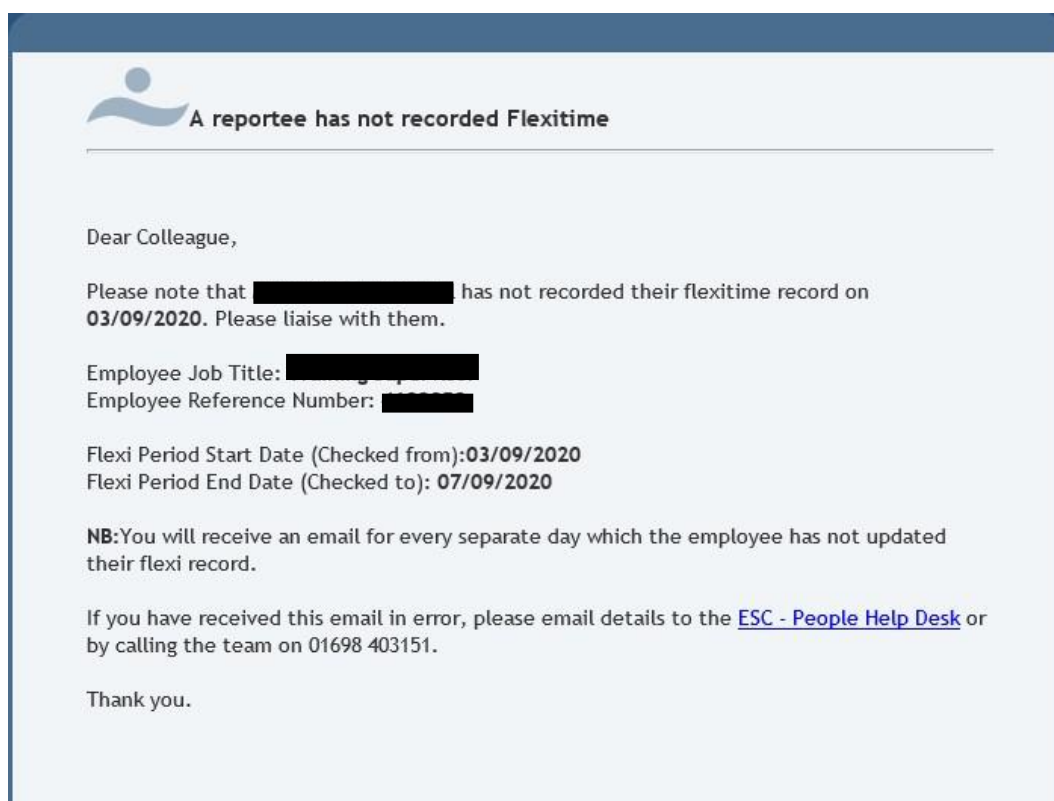 A reportee has not recorded Flexitime
Dear Colleague,
Please note that has not recorded their flexitime record on
03/09/2020. Please liaise with them.
Employee Job Title:
Employee Reference Number:
Flexi Period Start Date (Checked from):03/09/2020
Flexi Period End Date (Checked to): 07/09/2020
NB:You will receive an email for every separate day which the employee has not updated
their flexi record.
If you have received this email in error, please email details to the ESC - People Help Desk or
by calling the team on 01698 403151.
Thank you.